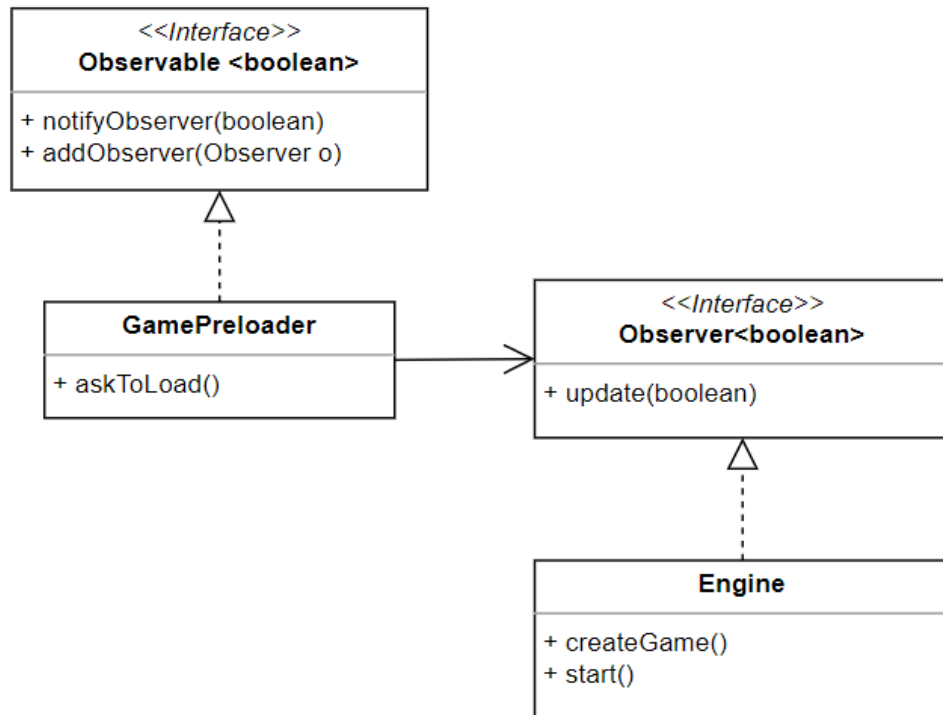 <<Interface>>
Observable <boolean>
+ notifyObserver(boolean)
+ addObserver(Observer o)
GamePreloader
+ askToLoad()
<<Interface>>
Observer<boolean>
+ update(boolean)
Engine
+ createGame()
+ start()